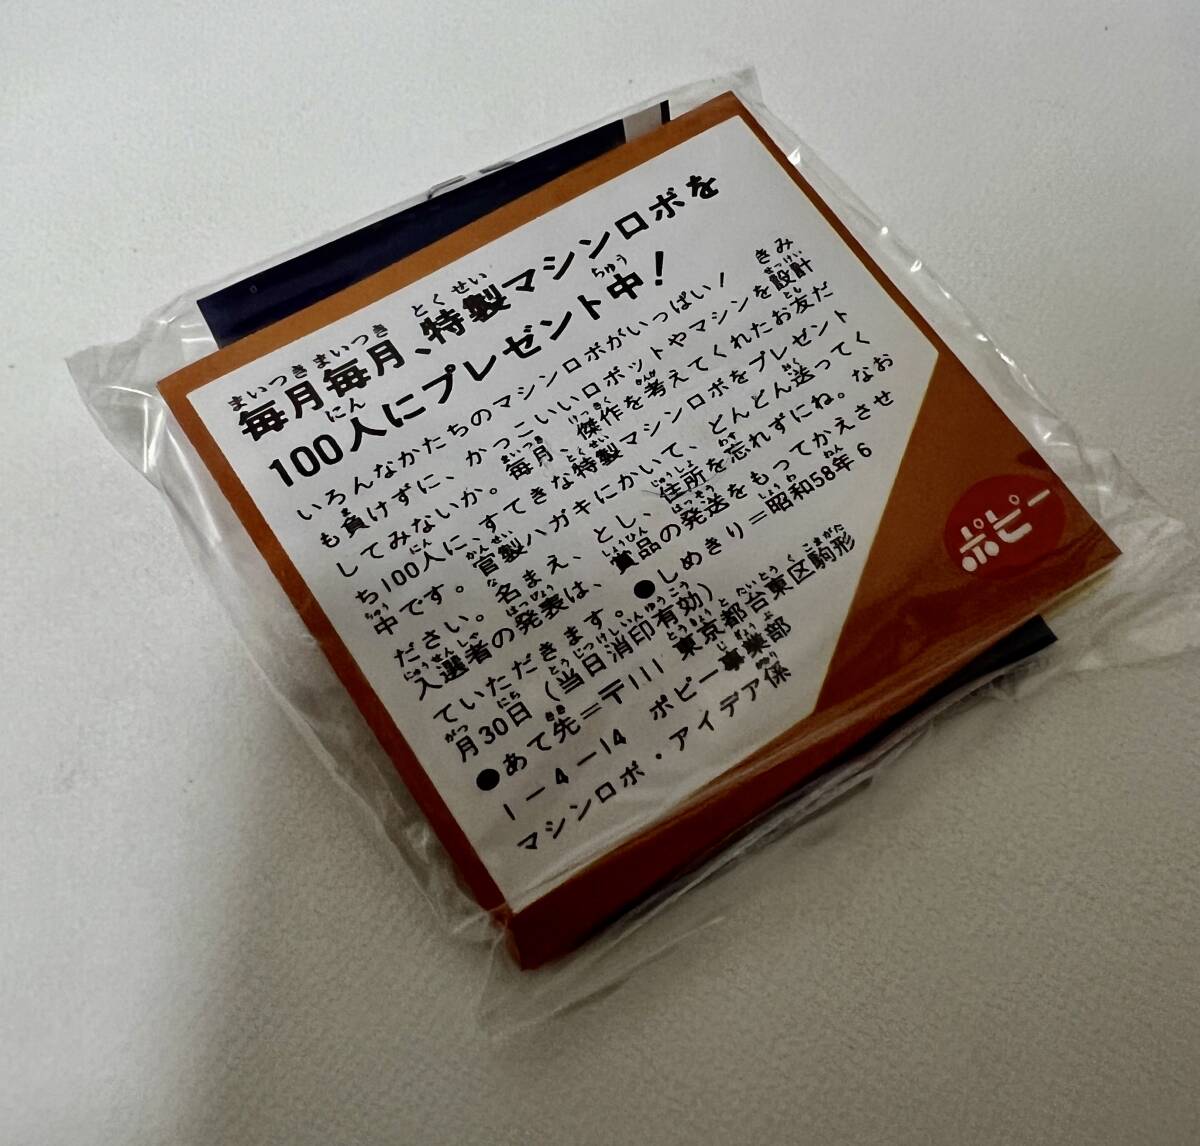 毎月毎月、特製マシンロボを
100人にプレゼント中!
いろんなかたちのマシンロボがいっぱい! きみ
も負けずに、かっこいいロボットやマシンを設計
してみないか。毎月、傑作を考えてくれたお友だ
ち100人に、すてきな特製マシンロボをプレゼント
中です。官製ハガキにかいて、どんどん送ってく
ださい。名まえ、とし、住所を忘れずにね。なお
入選者の発表は、賞品の発送をもってかえさせ
ていただきます。●しめきり=昭和58年6
月30日(当日消印有効)
●あて先=〒111 東京都台東区駒形
1-4-14 ポピー事業部
マシンロボ・アイデア係
ポピー